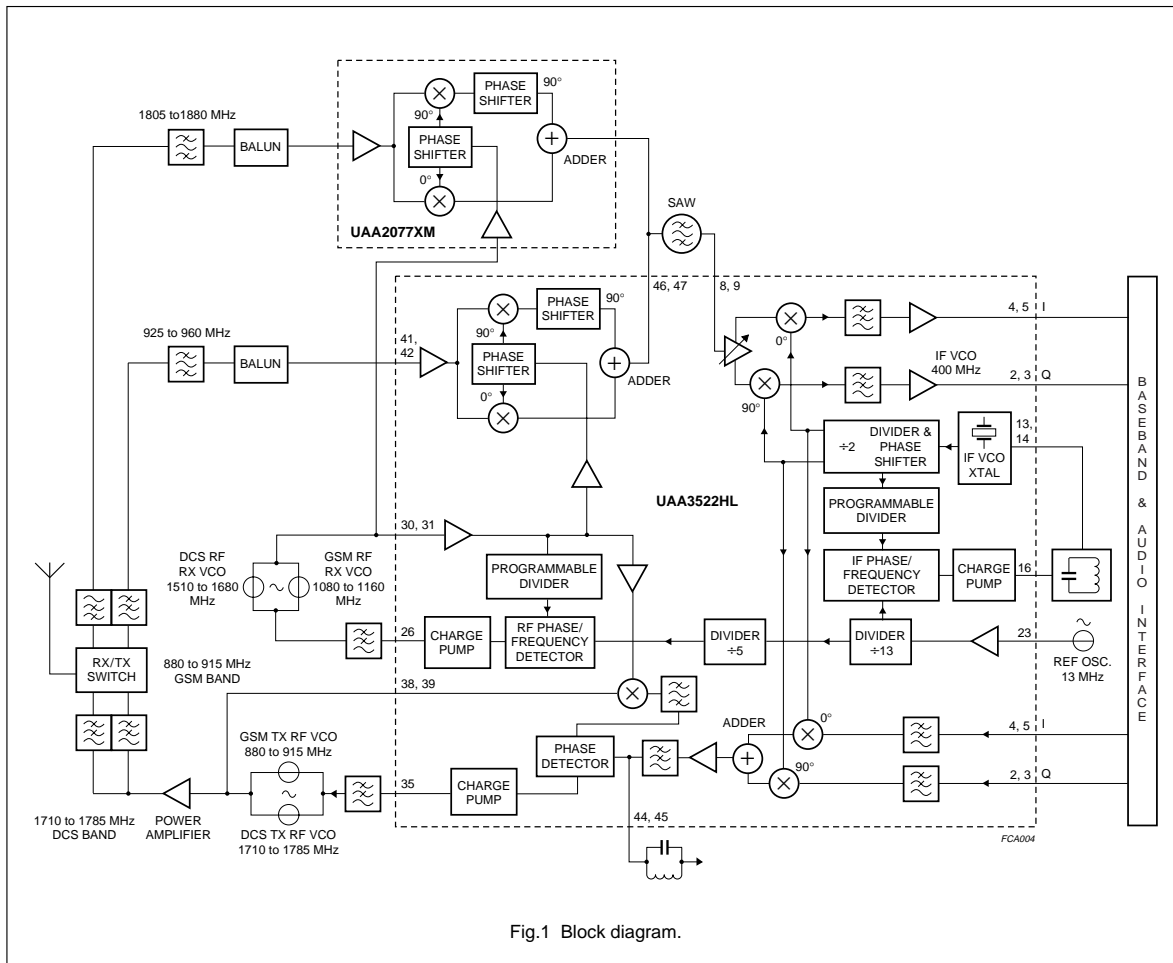 1805 to1880 MHz
BALUN
90°
PHASE
SHIFTER
90°
PHASE
SHIFTER
0°
ADDER
UAA2077XM
SAW
46, 47
8, 9
925 to 960 MHz
BALUN
41,
42
90°
PHASE
SHIFTER
90°
PHASE
SHIFTER
0°
ADDER
0°
90°
4, 5
I
IF VCO
400 MHz
2, 3
Q
÷2
DIVIDER &
PHASE
SHIFTER
13,
14
IF VCO
XTAL
UAA3522HL
PROGRAMMABLE
DIVIDER
IF PHASE/
FREQUENCY
DETECTOR
CHARGE
PUMP
16
30, 31
DCS RF
RX VCO
1510 to 1680
MHz
GSM RF
RX VCO
1080 to 1160
MHz
PROGRAMMABLE
DIVIDER
26
CHARGE
PUMP
RF PHASE/
FREQUENCY
DETECTOR
DIVIDER
÷5
DIVIDER
÷13
23
REF OSC.
13 MHz
RX/TX
SWITCH
880 to 915 MHz
GSM BAND
38, 39
GSM TX RF VCO
880 to 915 MHz
DCS TX RF VCO
1710 to 1785 MHz
1710 to 1785 MHz
DCS BAND
POWER
AMPLIFIER
35
CHARGE
PUMP
PHASE
DETECTOR
44, 45
ADDER
0°
90°
4, 5
I
2, 3
Q
BASEBAND & AUDIO INTERFACE
FCA004
Fig.1 Block diagram.